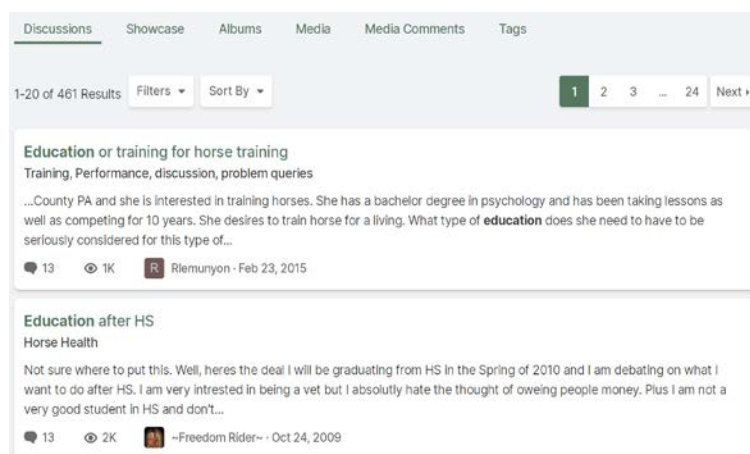 Discussions Showcase Albums Media Media Comments Tags
1-20 of 461 Results Filters Sort By 1 2 3 ... 24 Next
Education or training for horse training
Training, Performance, discussion, problem queries
...County PA and she is interested in training horses. She has a bachelor degree in psychology and has been taking lessons as
well as competing for 10 years. She desires to train horse for a living. What type of education does she need to have to be
seriously considered for this type of...
13 1K R Rlemunyon · Feb 23, 2015
Education after HS
Horse Health
Not sure where to put this. Well, heres the deal I will be graduating from HS in the Spring of 2010 and I am debating on what I
want to do after HS. I am very intrested in being a vet but I absolutly hate the thought of oweing people money. Plus I am not a
very good student in HS and don't...
13 2K ~Freedom Rider~ · Oct 24, 2009